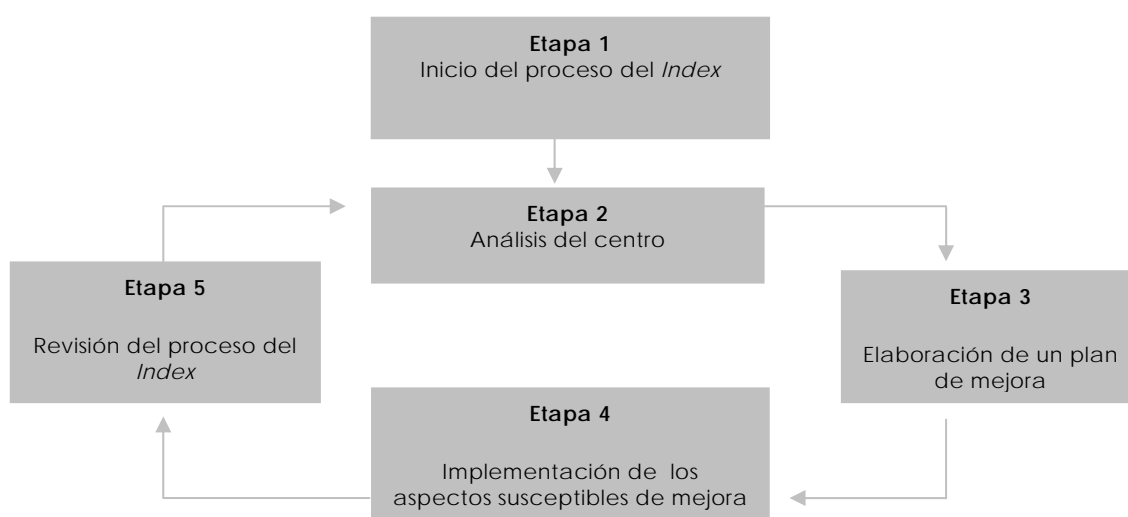 Etapa 1
Inicio del proceso del Index
Etapa 2
Análisis del centro
Etapa 3
Elaboración de un plan
de mejora
Etapa 4
Implementación de los
aspectos susceptibles de mejora
Etapa 5
Revisión del proceso del
Index